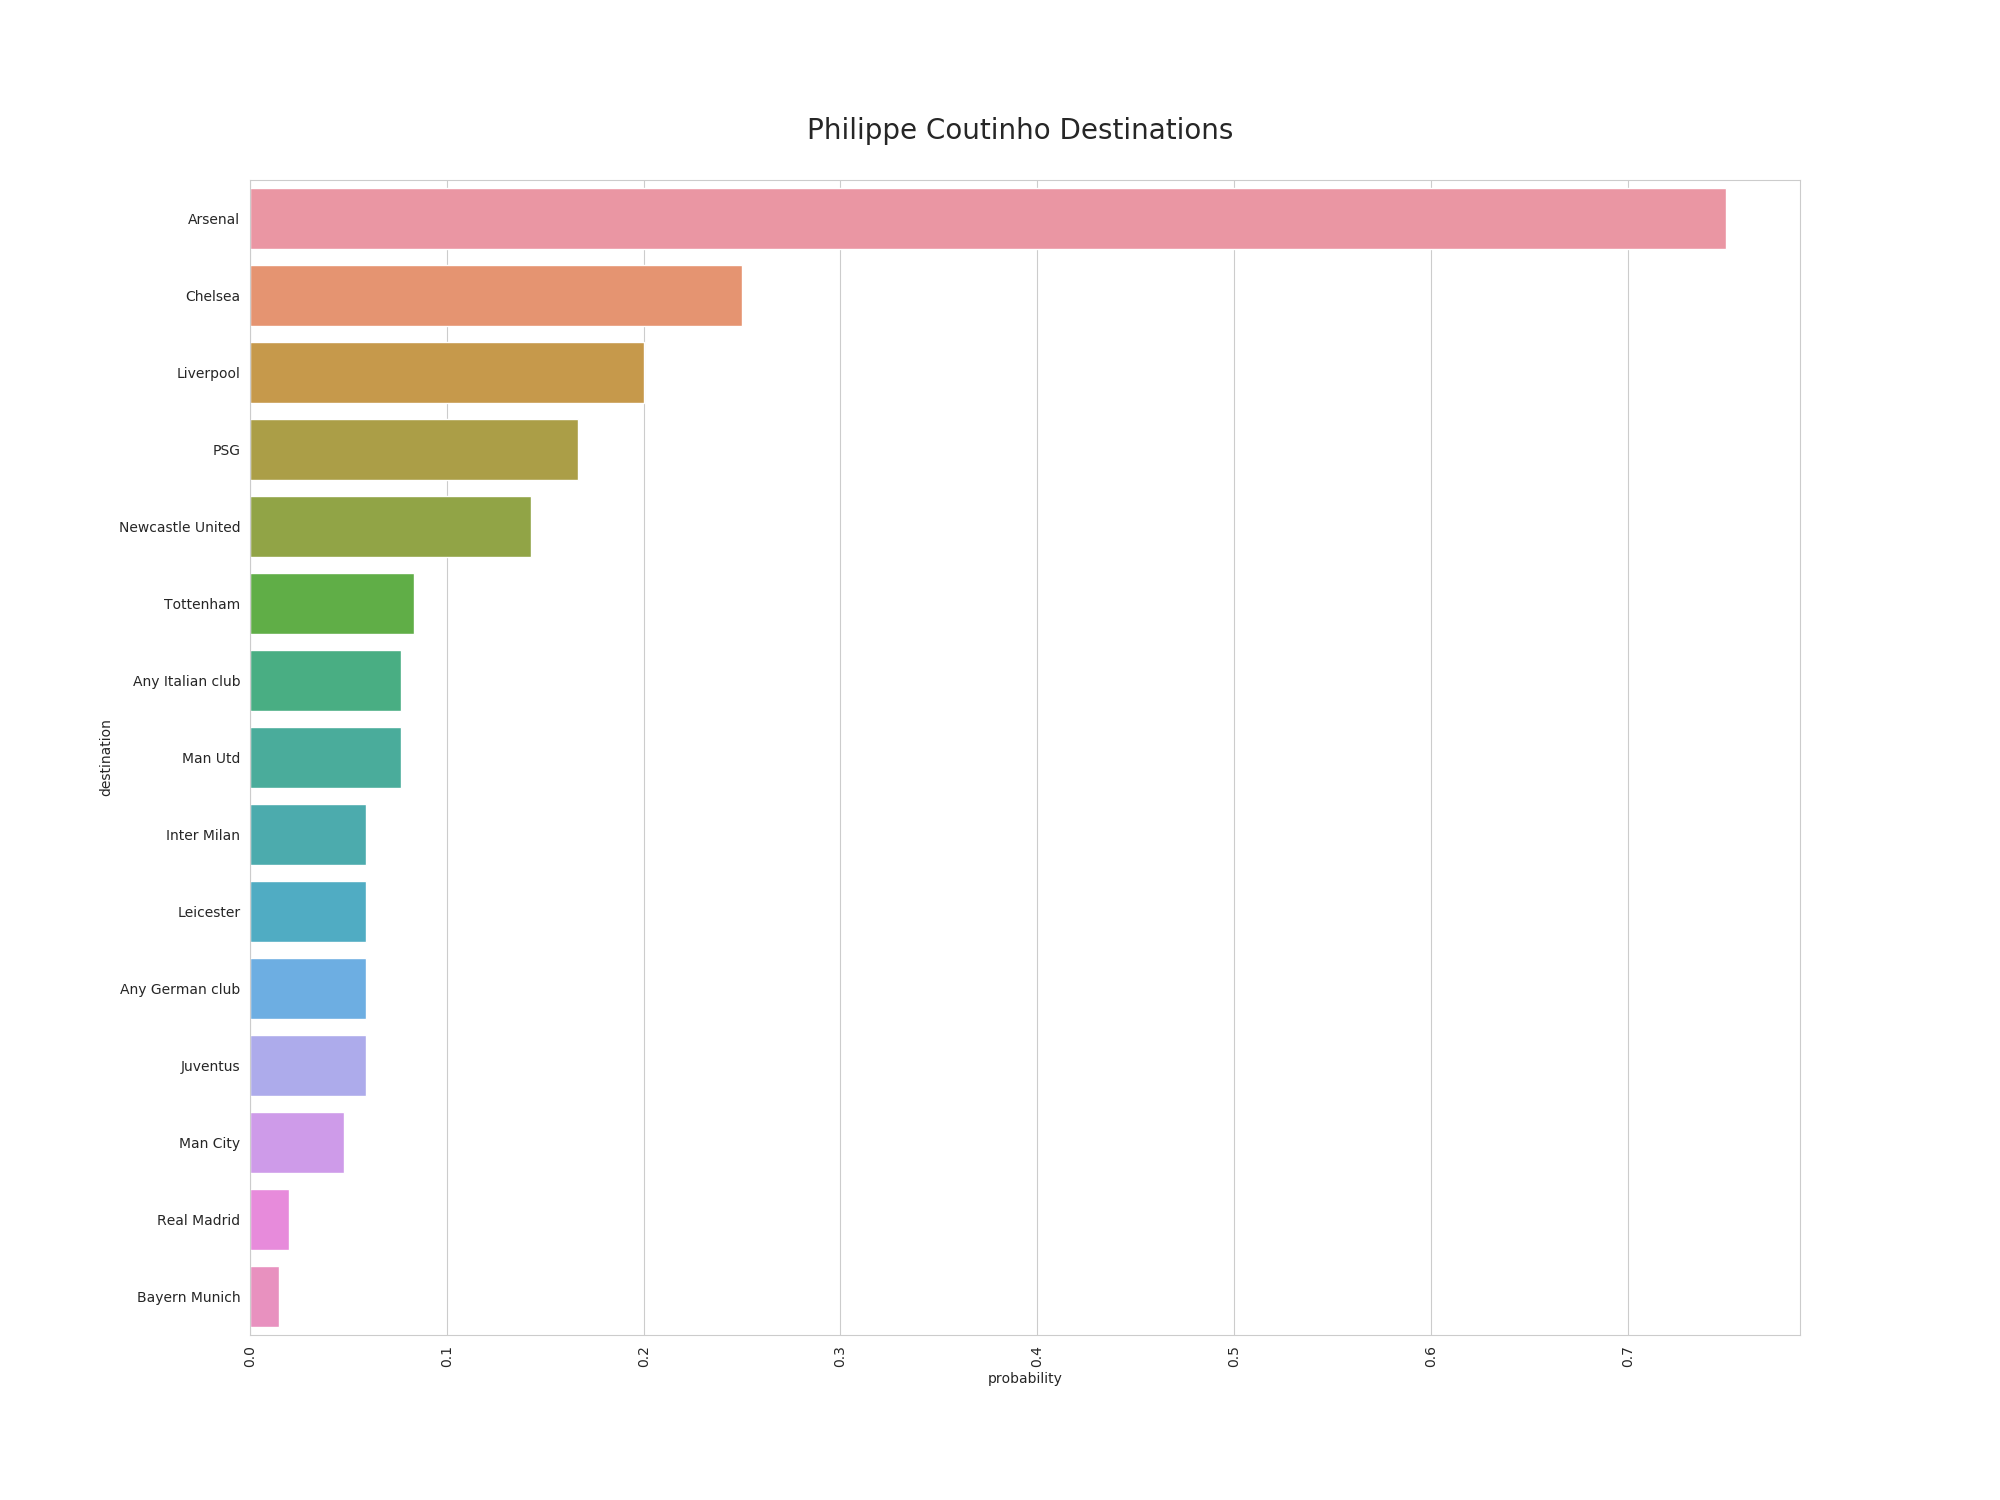 Philippe Coutinho Destinations
Arsenal
Chelsea
Liverpool
PSG
Newcastle United
Tottenham
Any Italian club
Man Utd
Inter Milan
Leicester
Any German club
Juventus
Man City
Real Madrid
Bayern Munich
destination
0.0 0.1 0.2 0.3 0.4 0.5 0.6 0.7
probability